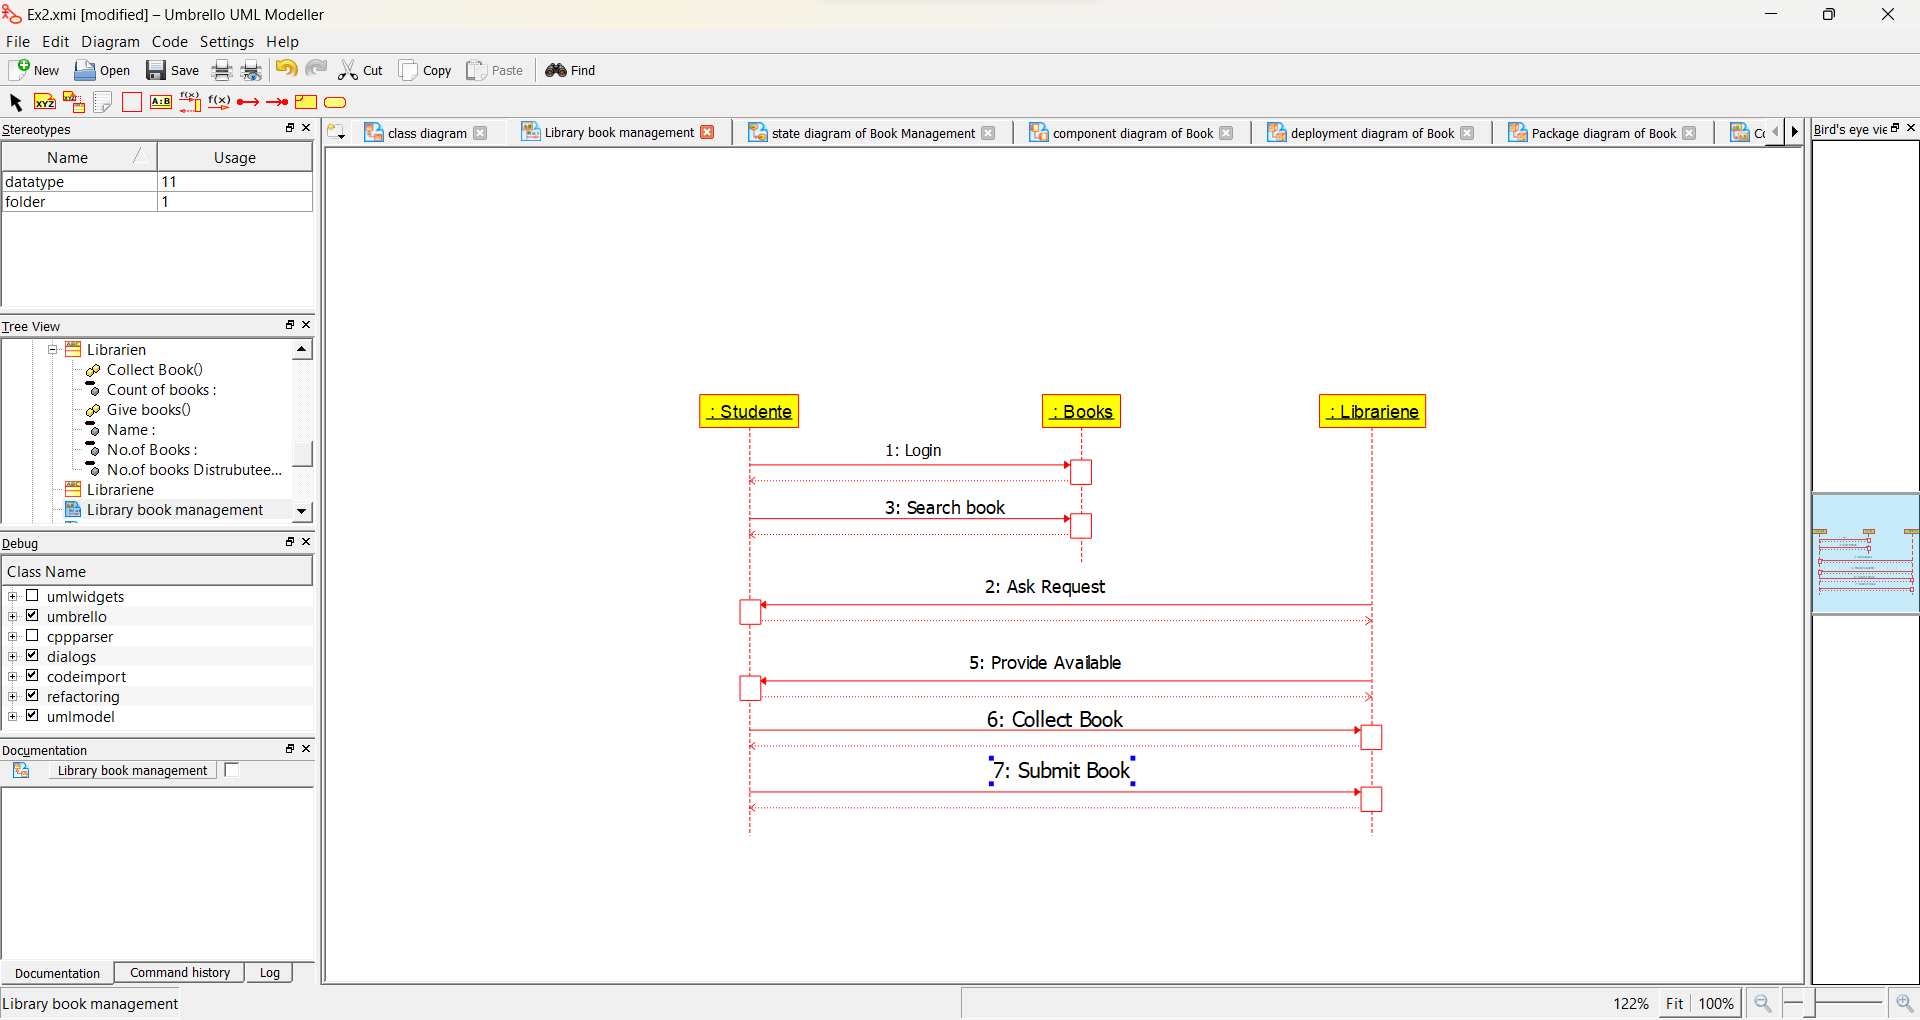 Ex2.xmi [modified] – Umbrello UML Modeller
File Edit Diagram Code Settings Help
New Open Save Cut Copy Paste Find
XYZ XYZ A:B f(x) f(x)
Stereotypes
Name Usage
datatype 11
folder 1
Tree View
Librarien
Collect Book()
Count of books :
Give books()
Name :
No.of Books :
No.of books Distrubutee...
Librariene
Library book management
Debug
Class Name
umlwidgets
umbrello
cppparser
dialogs
codeimport
refactoring
umlmodel
Documentation
Library book management
Documentation Command history Log
Library book management
class diagram Library book management state diagram of Book Management component diagram of Book deployment diagram of Book Package diagram of Book
: Studente : Books : Librariene
1: Login
3: Search book
2: Ask Request
5: Provide Available
6: Collect Book
7: Submit Book
Bird's eye vie
122% Fit 100%